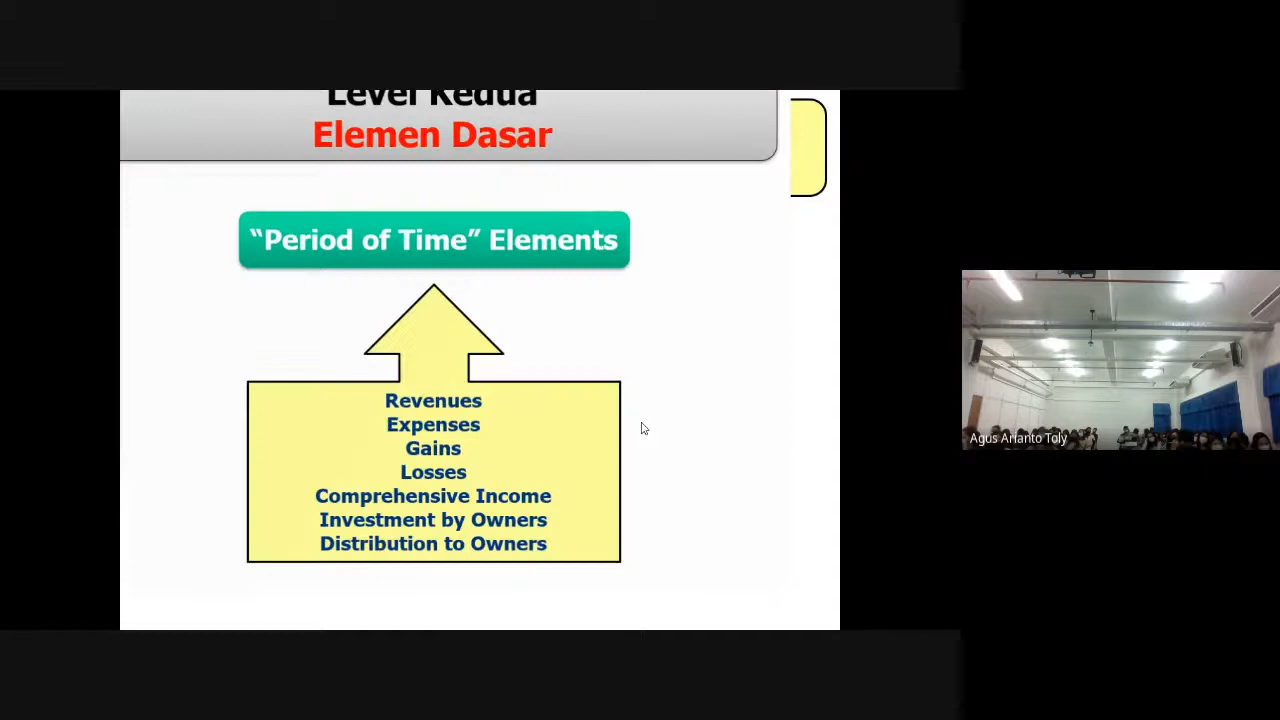 Level Kedua
Elemen Dasar
“Period of Time” Elements
Revenues
Expenses
Gains
Losses
Comprehensive Income
Investment by Owners
Distribution to Owners
Agus Arianto Toly